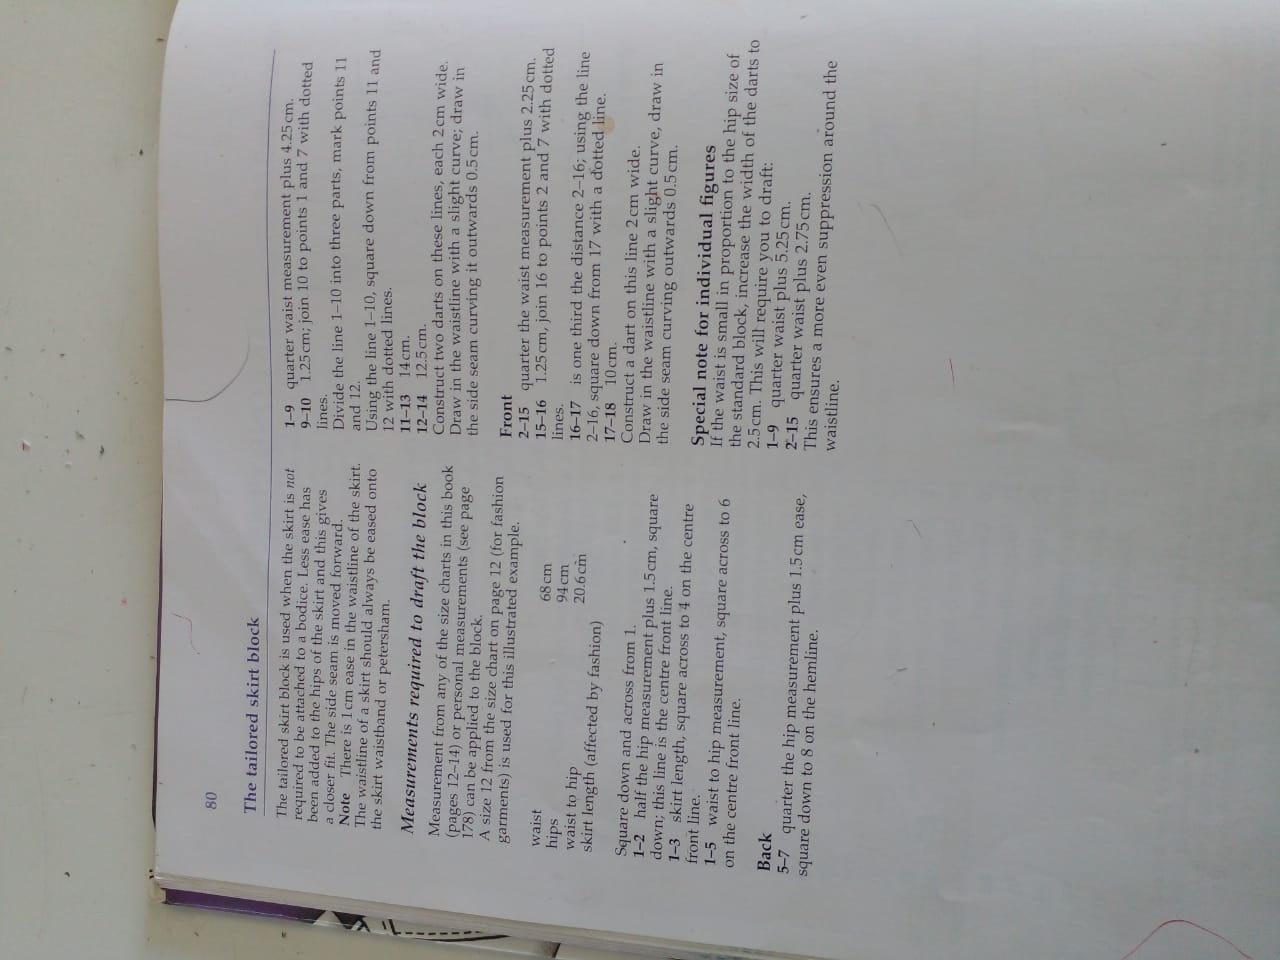 80
The tailored skirt block
The tailored skirt block is used when the skirt is not
required to be attached to a bodice. Less ease has
been added to the hips of the skirt and this gives
a closer fit. The side seam is moved forward.
Note There is 1 cm ease in the waistline of the skirt.
The waistline of a skirt should always be eased onto
the skirt waistband or petersham.
Measurements required to draft the block
Measurement from any of the size charts in this book
(pages 12–14) or personal measurements (see page
178) can be applied to the block.
A size 12 from the size chart on page 12 (for fashion
garments) is used for this illustrated example.
waist 68 cm
hips 94 cm
waist to hip 20.6 cm
skirt length (affected by fashion)
Square down and across from 1.
1–2 half the hip measurement plus 1.5 cm, square
down; this line is the centre front line.
1–3 skirt length, square across to 4 on the centre
front line.
1–5 waist to hip measurement, square across to 6
on the centre front line.
Back
5–7 quarter the hip measurement plus 1.5 cm ease,
square down to 8 on the hemline.
1–9 quarter waist measurement plus 4.25 cm.
9–10 1.25 cm; join 10 to points 1 and 7 with dotted
lines.
Divide the line 1–10 into three parts, mark points 11
and 12.
Using the line 1–10, square down from points 11 and
12 with dotted lines.
11–13 14 cm.
12–14 12.5 cm.
Construct two darts on these lines, each 2 cm wide.
Draw in the waistline with a slight curve; draw in
the side seam curving it outwards 0.5 cm.
Front
2–15 quarter the waist measurement plus 2.25 cm.
15–16 1.25 cm, join 16 to points 2 and 7 with dotted
lines.
16–17 is one third the distance 2–16; using the line
2–16, square down from 17 with a dotted line.
17–18 10 cm.
Construct a dart on this line 2 cm wide.
Draw in the waistline with a slight curve, draw in
the side seam curving outwards 0.5 cm.
Special note for individual figures
If the waist is small in proportion to the hip size of
the standard block, increase the width of the darts to
2.5 cm. This will require you to draft:
1–9 quarter waist plus 5.25 cm.
2–15 quarter waist plus 2.75 cm.
This ensures a more even suppression around the
waistline.